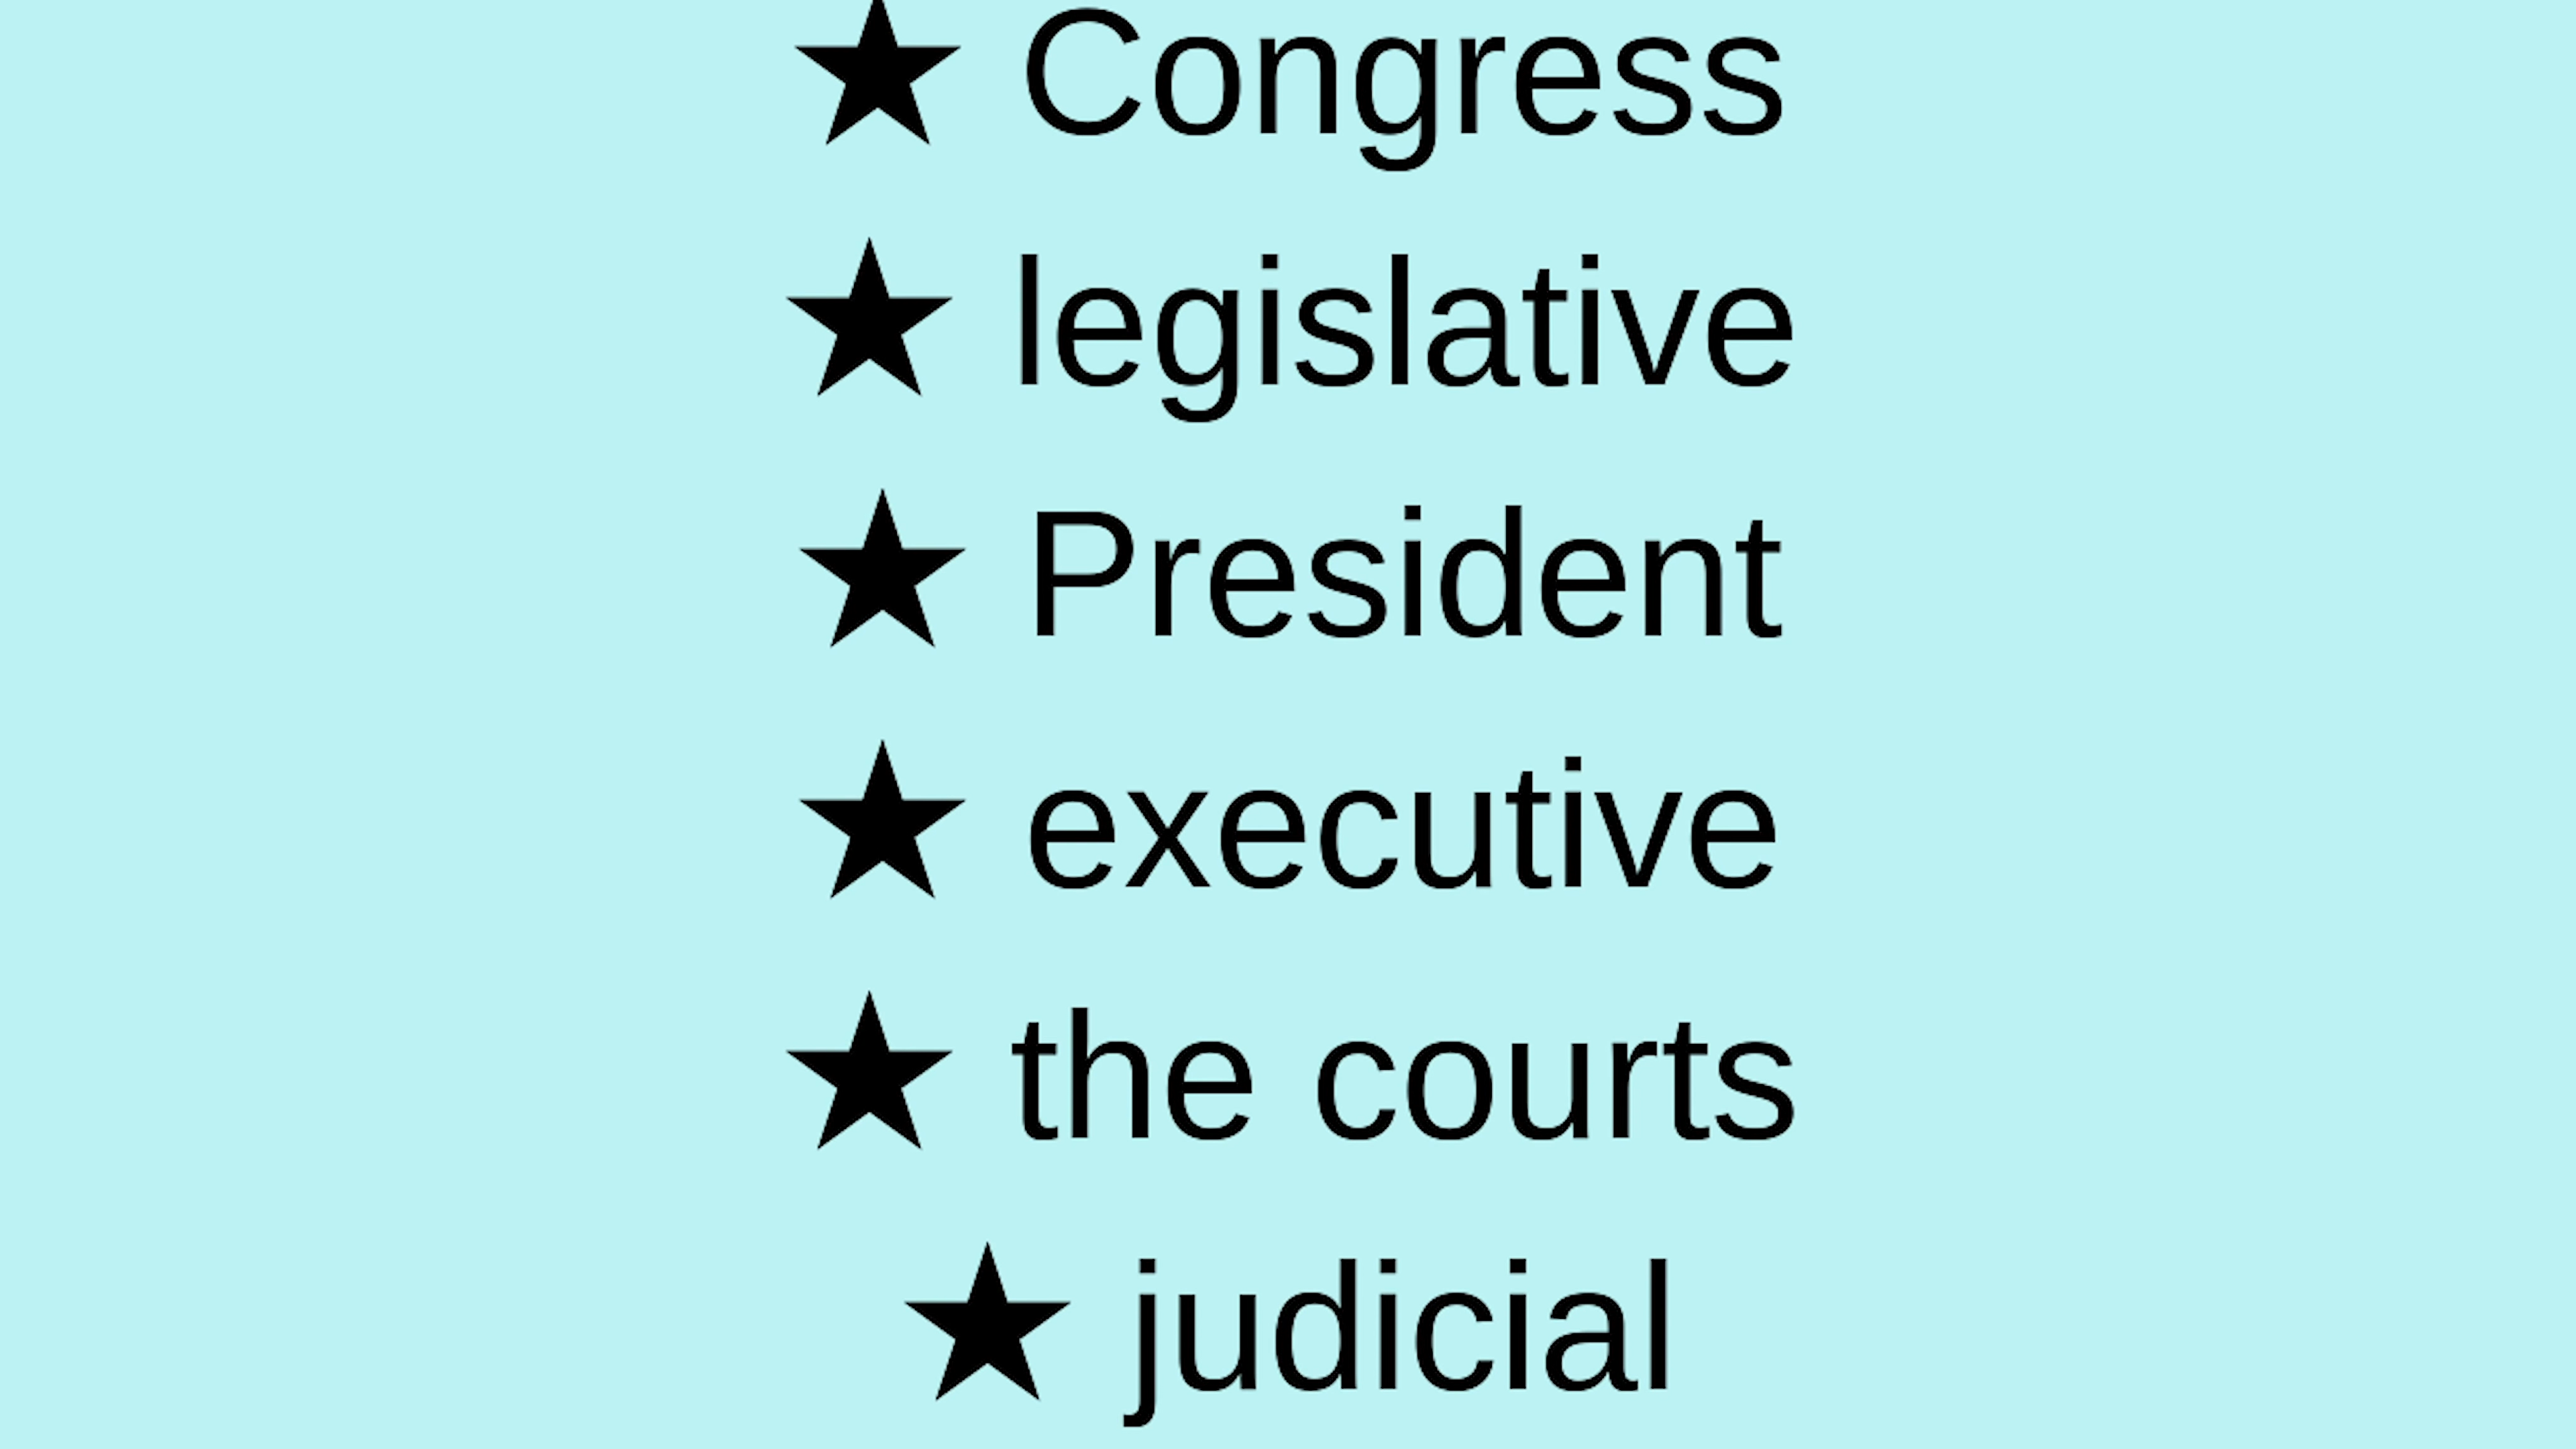 ★ Congress
★ legislative
★ President
★ executive
★ the courts
★ judicial